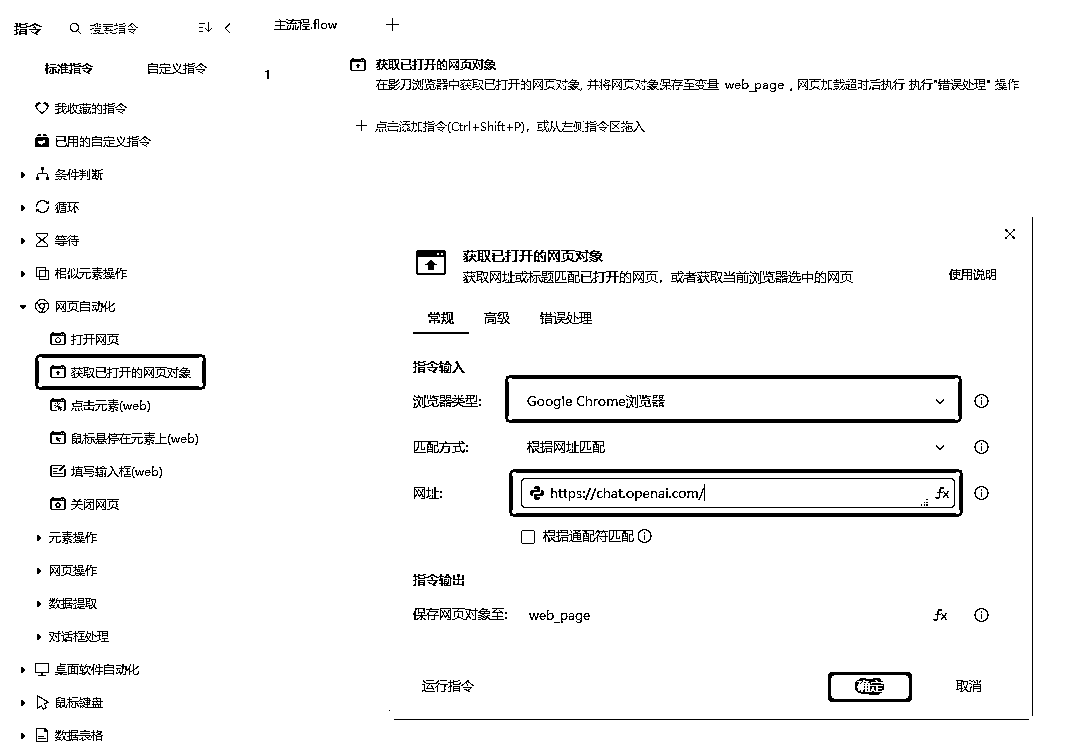 指令
搜索指令
主流程.flow
标准指令
自定义指令
我收藏的指令
已用的自定义指令
条件判断
循环
等待
相似元素操作
网页自动化
打开网页
获取已打开的网页对象
点击元素(web)
鼠标悬停在元素上(web)
填写输入框(web)
关闭网页
元素操作
网页操作
数据提取
对话框处理
桌面软件自动化
鼠标键盘
数据表格
1
获取已打开的网页对象
在影刀浏览器中获取已打开的网页对象, 并将网页对象保存至变量 web_page , 网页加载超时后执行 执行"错误处理" 操作
点击添加指令(Ctrl+Shift+P)，或从左侧指令区拖入
获取已打开的网页对象
获取网址或标题匹配已打开的网页，或者获取当前浏览器选中的网页
使用说明
常规 高级 错误处理
指令输入
浏览器类型: Google Chrome浏览器
匹配方式: 根据网址匹配
网址: https://chat.openai.com/ fx
根据通配符匹配
指令输出
保存网页对象至: web_page fx
运行指令 确定 取消